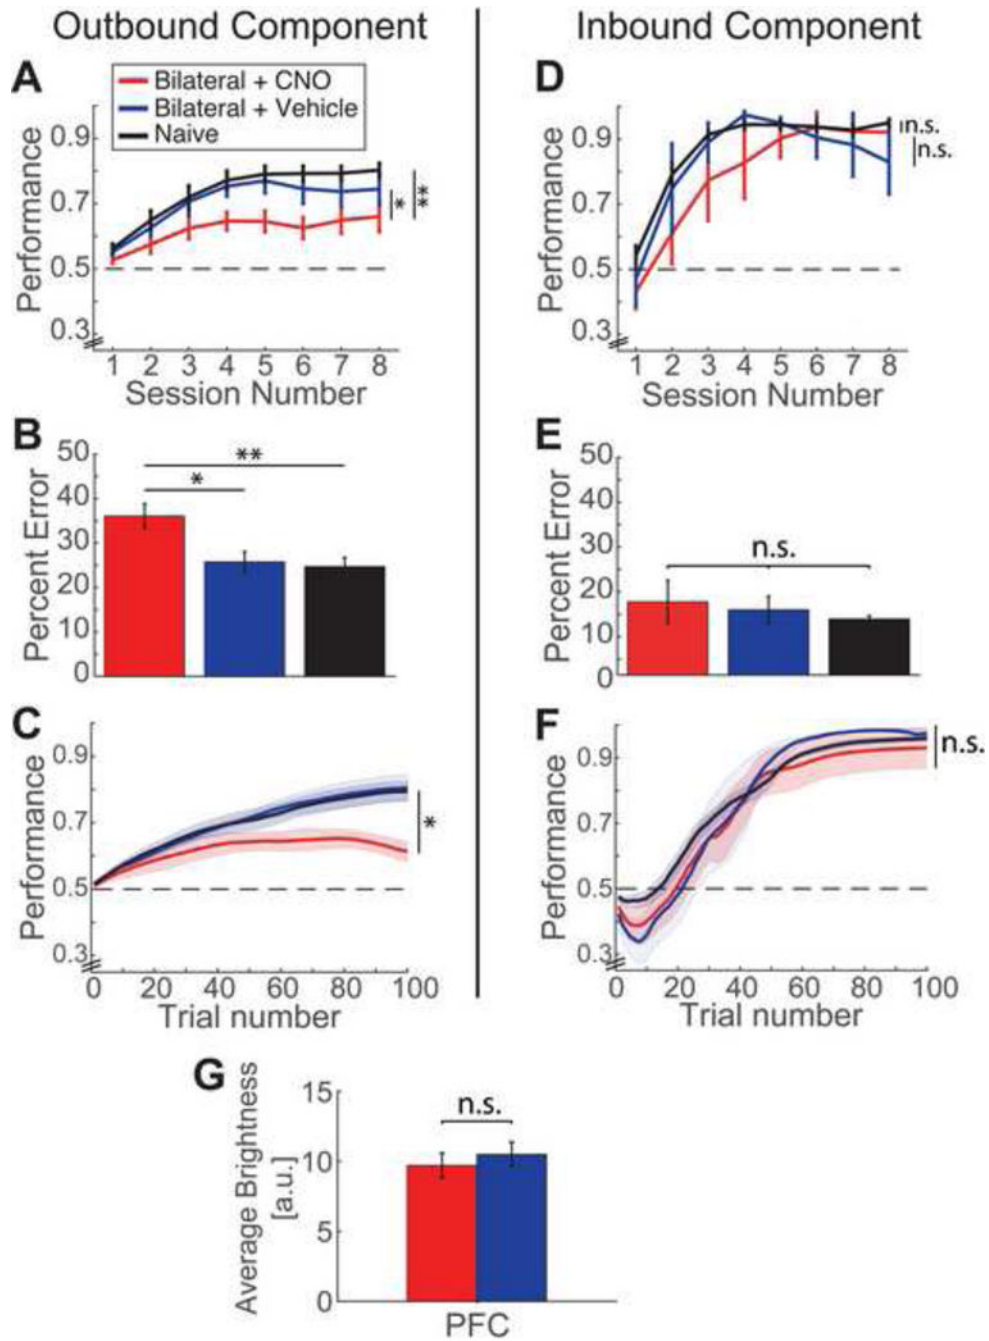 Outbound Component
Inbound Component
A
Bilateral + CNO
Bilateral + Vehicle
Naive
Performance
0.9
0.7
0.5
0.3
*
**
1 2 3 4 5 6 7 8
Session Number
D
Performance
0.9
0.7
0.5
0.3
n.s.
n.s.
1 2 3 4 5 6 7 8
Session Number
B
Percent Error
50
40
30
20
10
0
**
*
E
Percent Error
50
40
30
20
10
0
n.s.
C
Performance
0.9
0.7
0.5
0.3
*
0 20 40 60 80 100
Trial number
F
Performance
0.9
0.7
0.5
0.3
n.s.
0 20 40 60 80 100
Trial number
G
Average Brightness
[a.u.]
15
10
5
0
n.s.
PFC